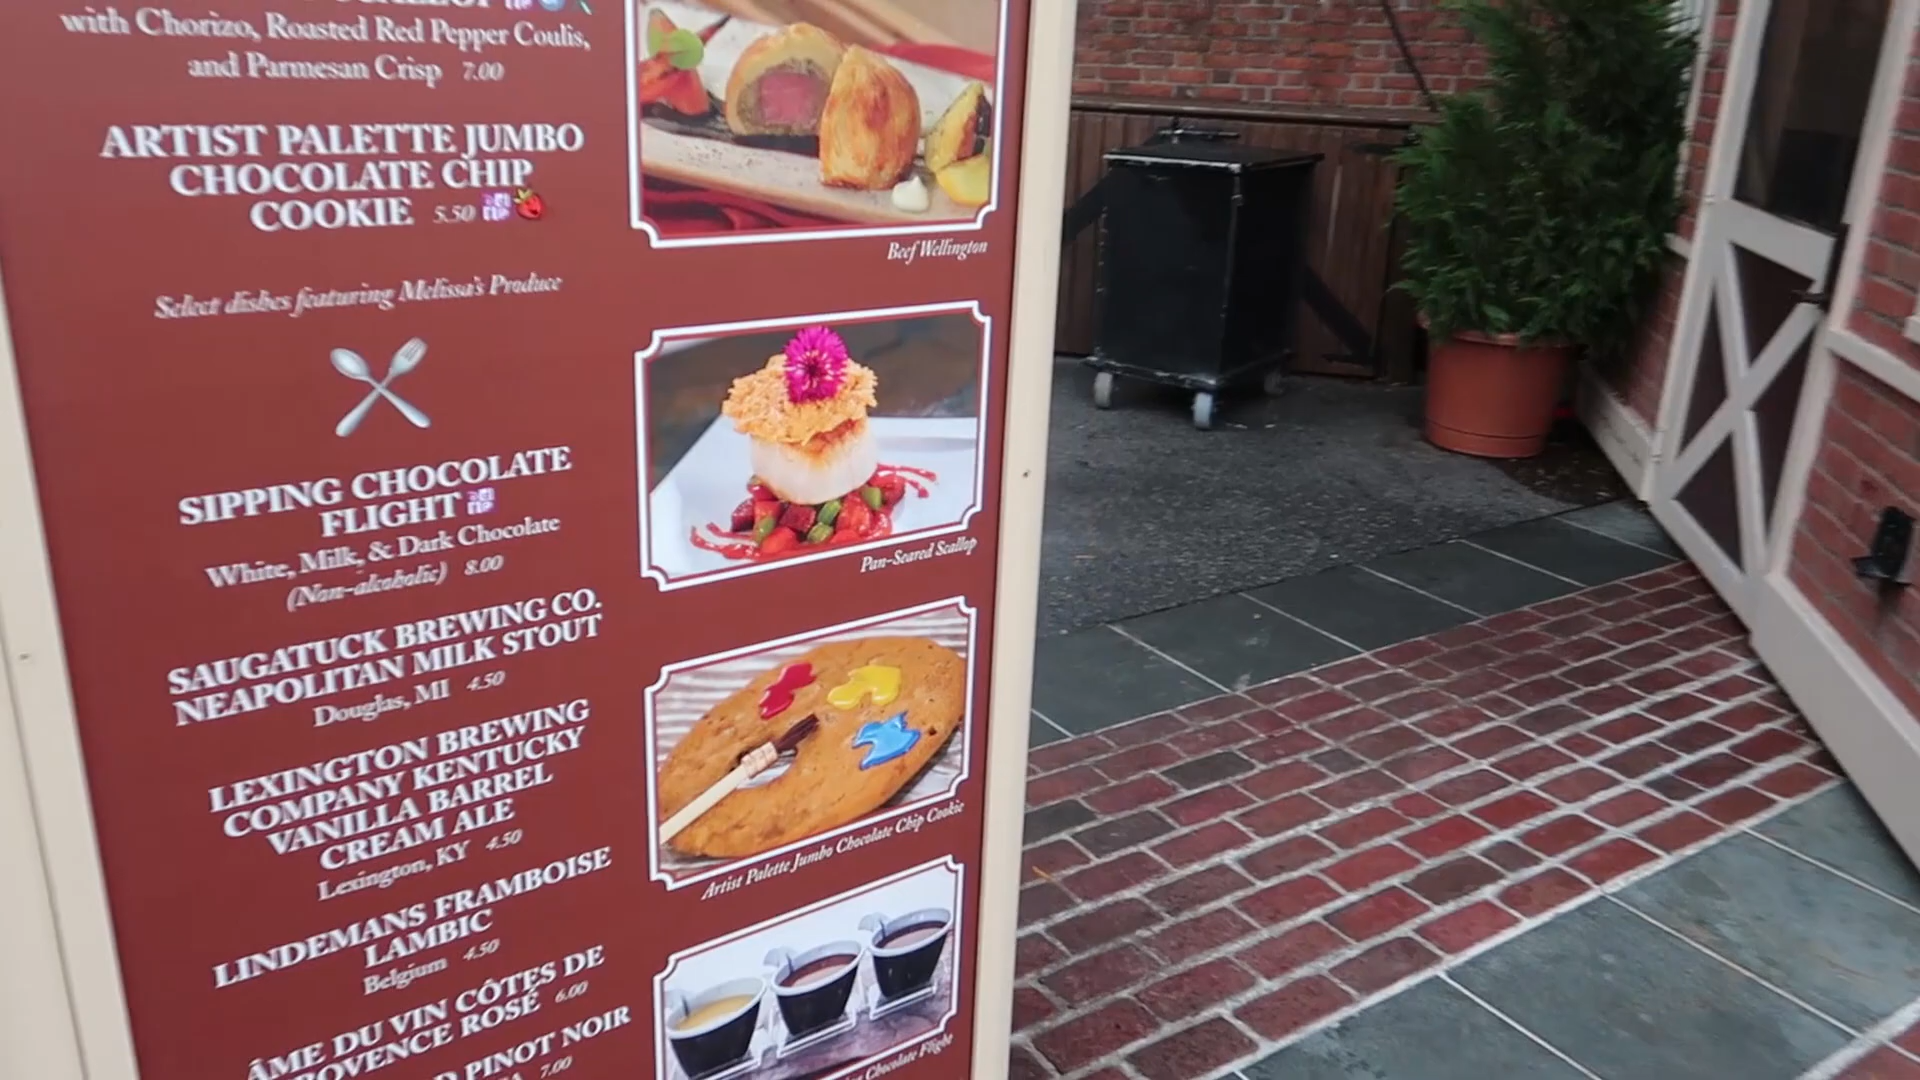 with Chorizo, Roasted Red Pepper Coulis,
and Parmesan Crisp 7.00
ARTIST PALETTE JUMBO
CHOCOLATE CHIP
COOKIE 5.50
Select dishes featuring Melissa's Produce
SIPPING CHOCOLATE
FLIGHT
White, Milk, & Dark Chocolate
(Non-alcoholic) 8.00
SAUGATUCK BREWING CO.
NEAPOLITAN MILK STOUT
Douglas, MI 4.50
LEXINGTON BREWING
COMPANY KENTUCKY
VANILLA BARREL
CREAM ALE
Lexington, KY 4.50
LINDEMANS FRAMBOISE
LAMBIC
Belgium 4.50
ÂME DU VIN CÔTES DE
PROVENCE ROSÉ 6.00
PINOT NOIR
7.00
Beef Wellington
Pan-Seared Scallop
Artist Palette Jumbo Chocolate Chip Cookie
Chocolate Flight